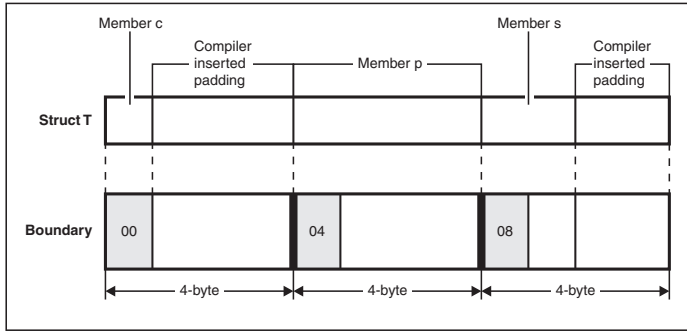 Member c
Member s
Compiler
inserted
padding
Member p
Compiler
inserted
padding
Struct T
Boundary
00
04
08
4-byte
4-byte
4-byte